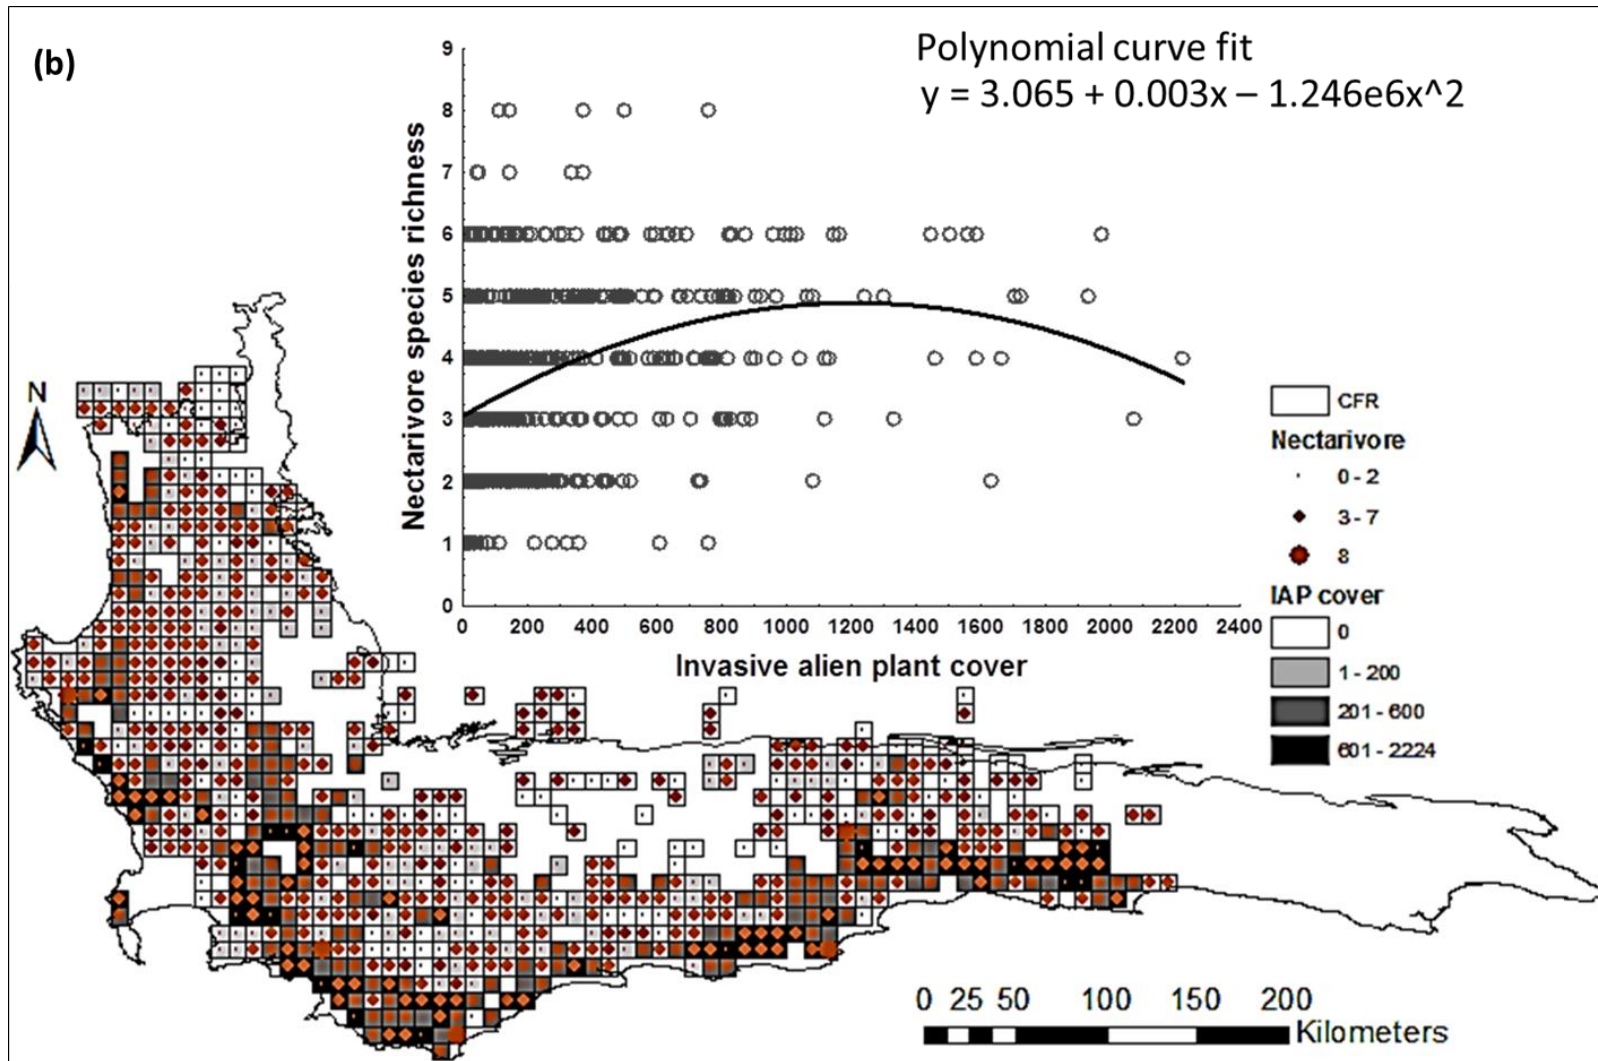 (b)
Polynomial curve fit
y = 3.065 + 0.003x – 1.246e6x^2
Nectarivore species richness
9
8
7
6
5
4
3
2
1
0
0 200 400 600 800 1000 1200 1400 1600 1800 2000 2200 2400
Invasive alien plant cover
N
CFR
Nectarivore
0 - 2
3 - 7
8
IAP cover
0
1 - 200
201 - 600
601 - 2224
0 25 50 100 150 200
Kilometers